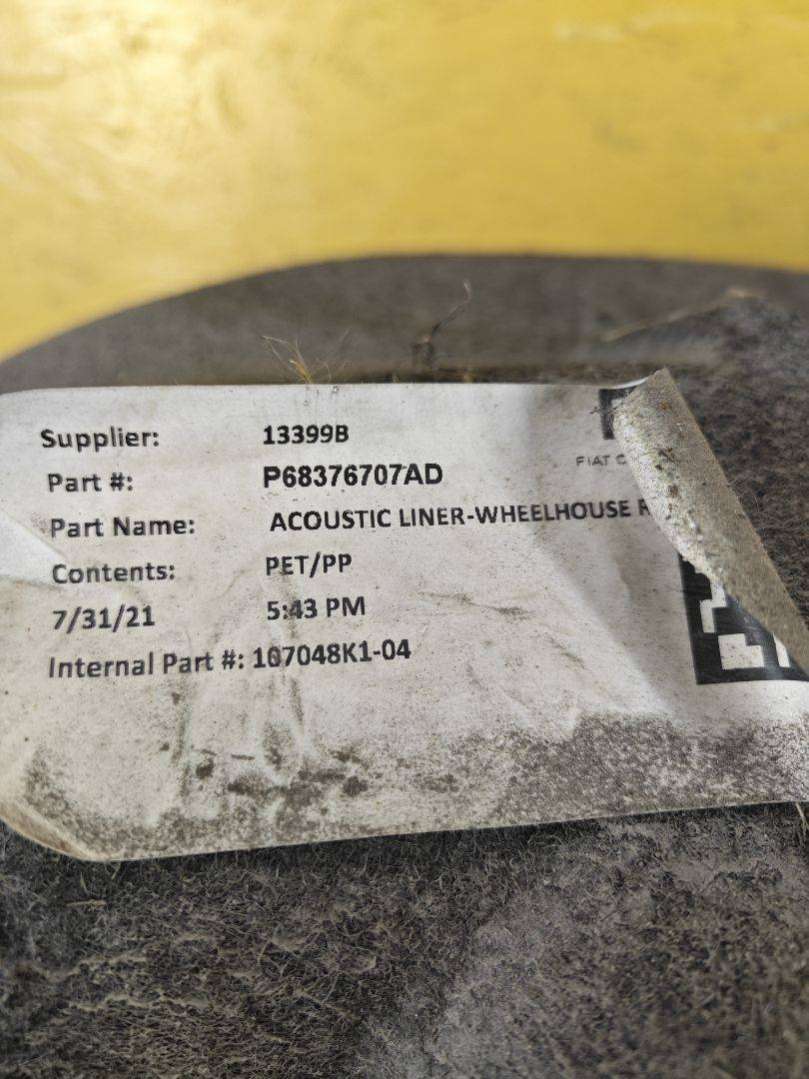 Supplier: 13399B
FIAT C
Part #: P68376707AD
Part Name: ACOUSTIC LINER-WHEELHOUSE R
Contents: PET/PP
7/31/21 5:43 PM
Internal Part #: 107048K1-04